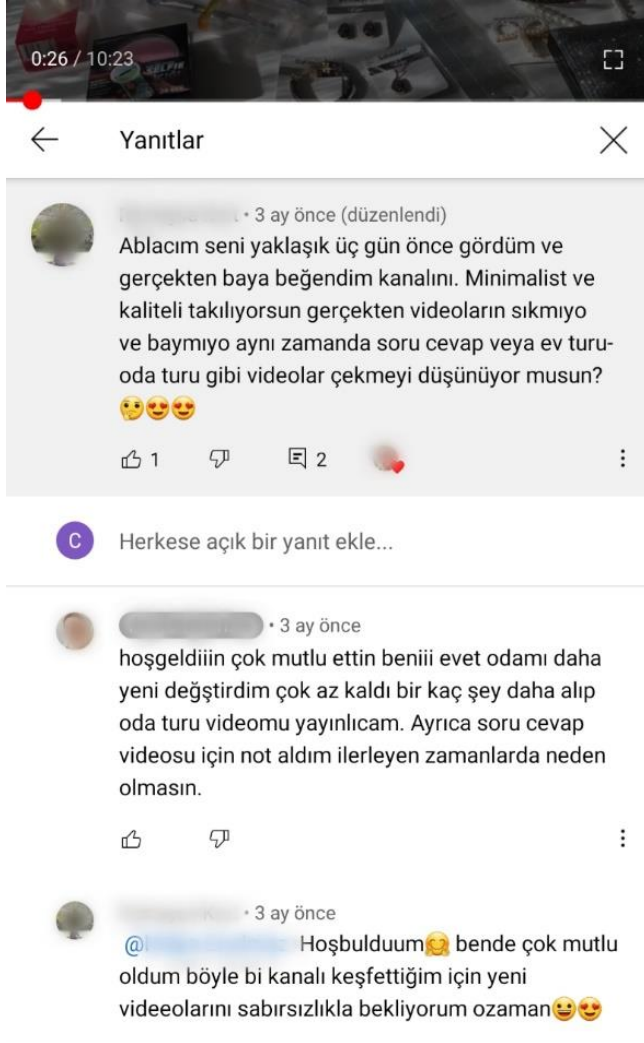 0:26 / 10:23
Yanıtlar
• 3 ay önce (düzenlendi)
Ablacım seni yaklaşık üç gün önce gördüm ve
gerçekten baya beğendim kanalını. Minimalist ve
kaliteli takılıyorsun gerçekten videoların sıkmıyo
ve baymıyo aynı zamanda soru cevap veya ev turu-
oda turu gibi videolar çekmeyi düşünüyor musun?
🤔😍😍
1 2
C Herkese açık bir yanıt ekle...
• 3 ay önce
hoşgeldiiin çok mutlu ettin beniii evet odamı daha
yeni değştirdim çok az kaldı bir kaç şey daha alıp
oda turu videomu yayınlıcam. Ayrıca soru cevap
videosu için not aldım ilerleyen zamanlarda neden
olmasın.
• 3 ay önce
@ Hoşbulduum🤗 bende çok mutlu
oldum böyle bi kanalı keşfettiğim için yeni
videeolarını sabırsızlıkla bekliyorum ozaman😀😍